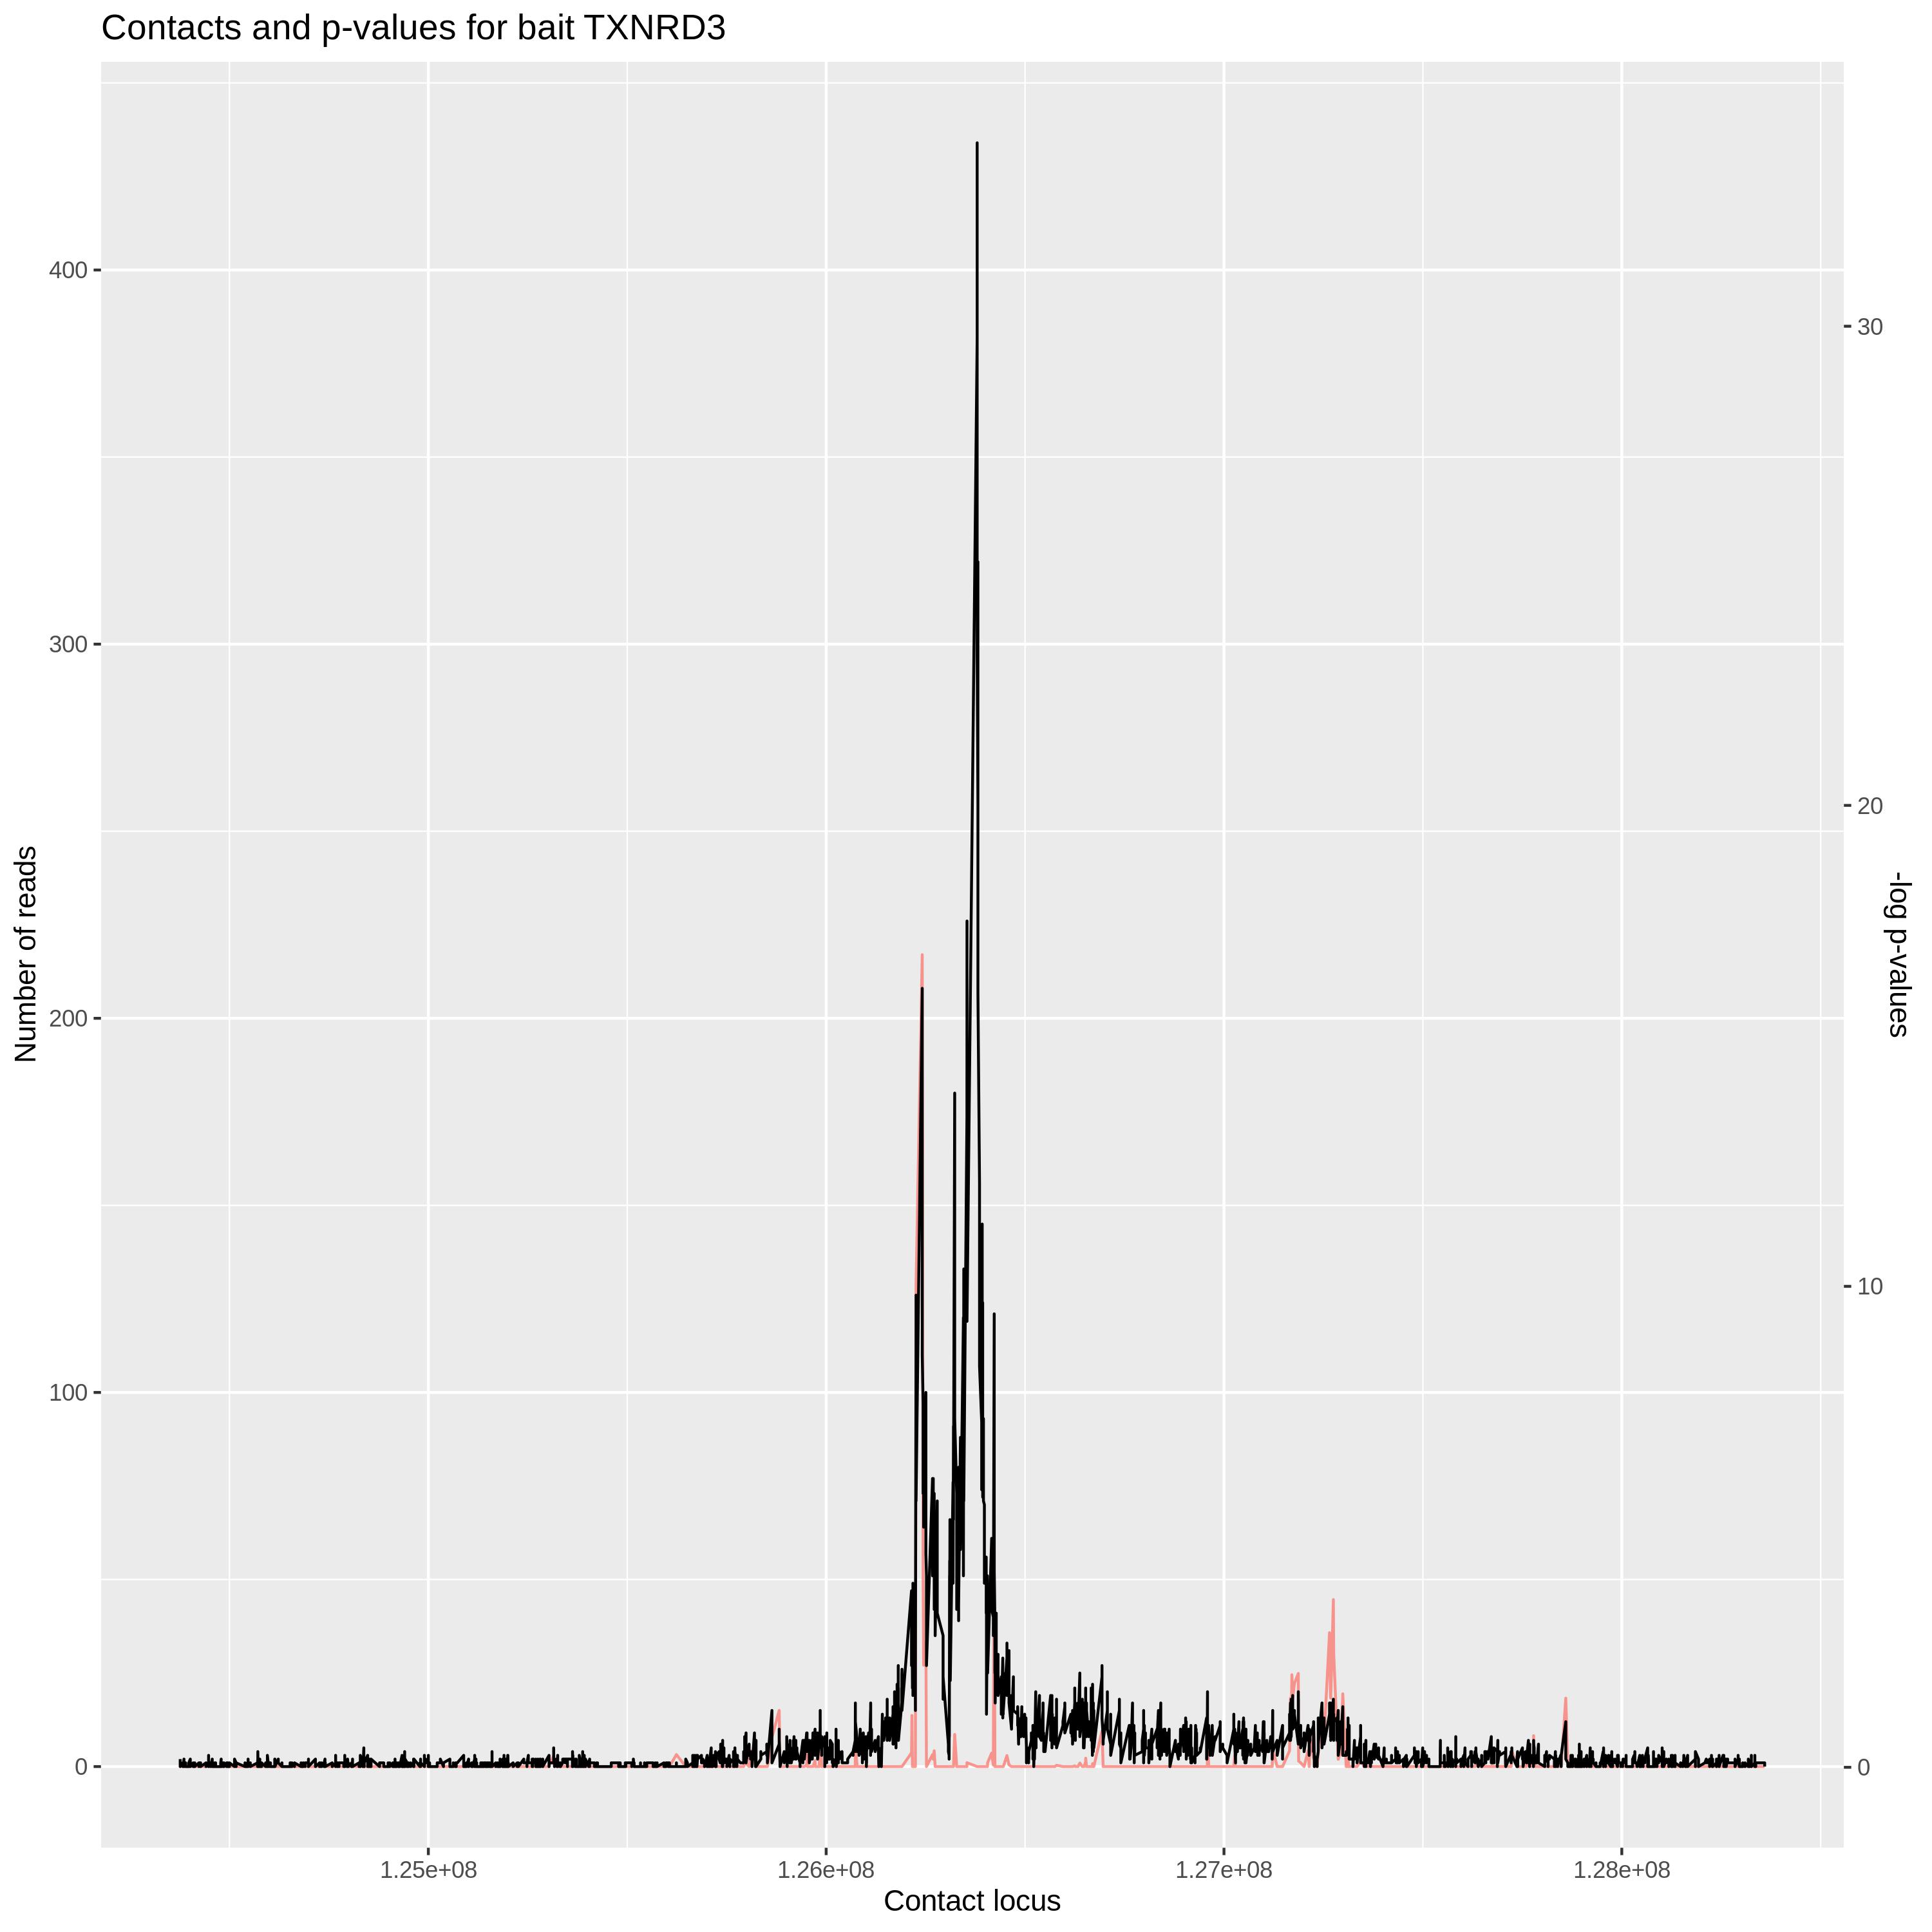 Contacts and p-values for bait TXNRD3
400
300
200
100
0
Number of reads
30
20
10
0
-log p-values
1.25e+08
1.26e+08
1.27e+08
1.28e+08
Contact locus